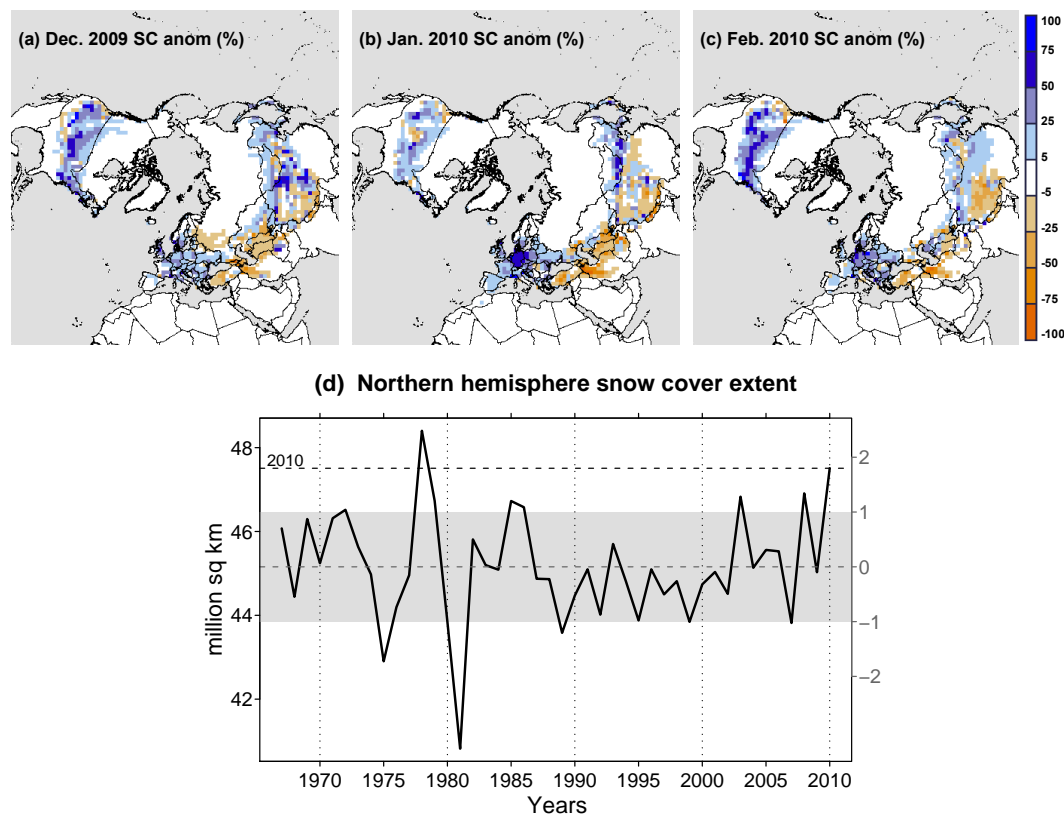 (a) Dec. 2009 SC anom (%)
(b) Jan. 2010 SC anom (%)
(c) Feb. 2010 SC anom (%)
100
75
50
25
5
-5
-25
-50
-75
-100
(d) Northern hemisphere snow cover extent
48
46
44
42
million sq km
2010
2
1
0
−1
−2
1970 1975 1980 1985 1990 1995 2000 2005 2010
Years